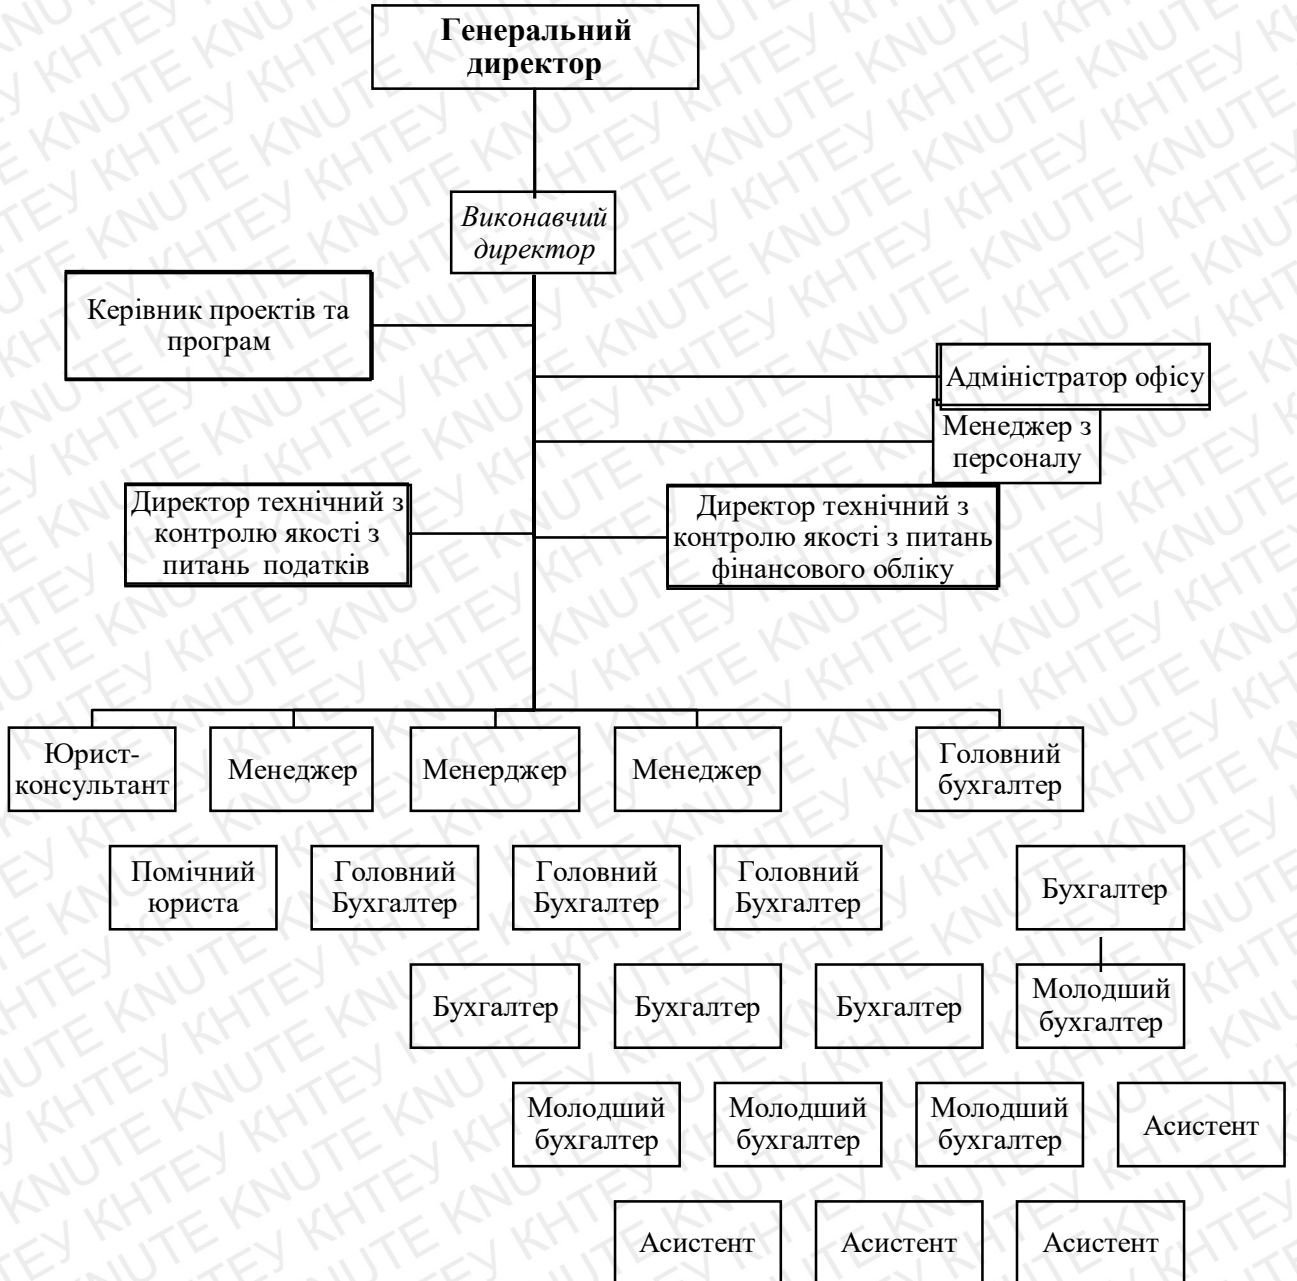 Генеральний
директор
Виконавчий
директор
Керівник проектів та
програм
Адміністратор офісу
Менеджер з
персоналу
Директор технічний з
контролю якості з
питань податків
Директор технічний з
контролю якості з питань
фінансового обліку
Юрист-
консультант
Менеджер
Менерджер
Менеджер
Головний
бухгалтер
Помічний
юриста
Головний
Бухгалтер
Головний
Бухгалтер
Головний
Бухгалтер
Бухгалтер
Бухгалтер
Бухгалтер
Бухгалтер
Молодший
бухгалтер
Молодший
бухгалтер
Молодший
бухгалтер
Молодший
бухгалтер
Асистент
Асистент
Асистент
Асистент